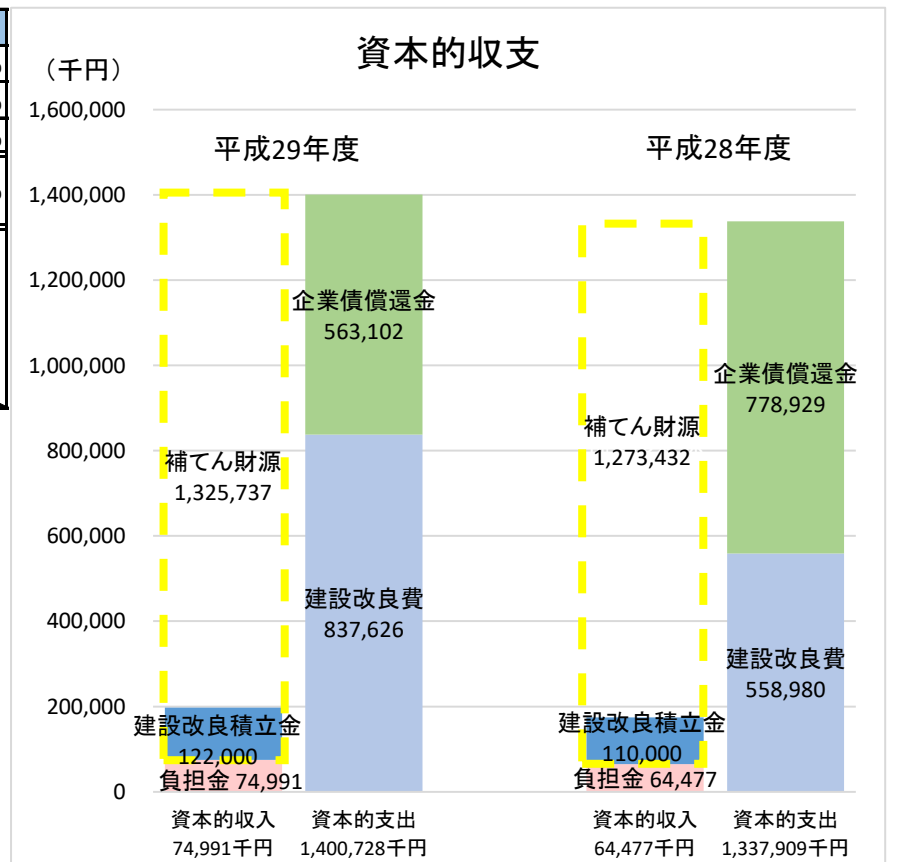 資本的収支
（千円）
1,600,000
1,400,000
1,200,000
1,000,000
800,000
600,000
400,000
200,000
0
平成29年度
平成28年度
企業債償還金
563,102
補てん財源
1,325,737
建設改良費
837,626
建設改良積立金
122,000
負担金 74,991
企業債償還金
778,929
補てん財源
1,273,432
建設改良費
558,980
建設改良積立金
110,000
負担金 64,477
資本的収入
74,991千円
資本的支出
1,400,728千円
資本的収入
64,477千円
資本的支出
1,337,909千円